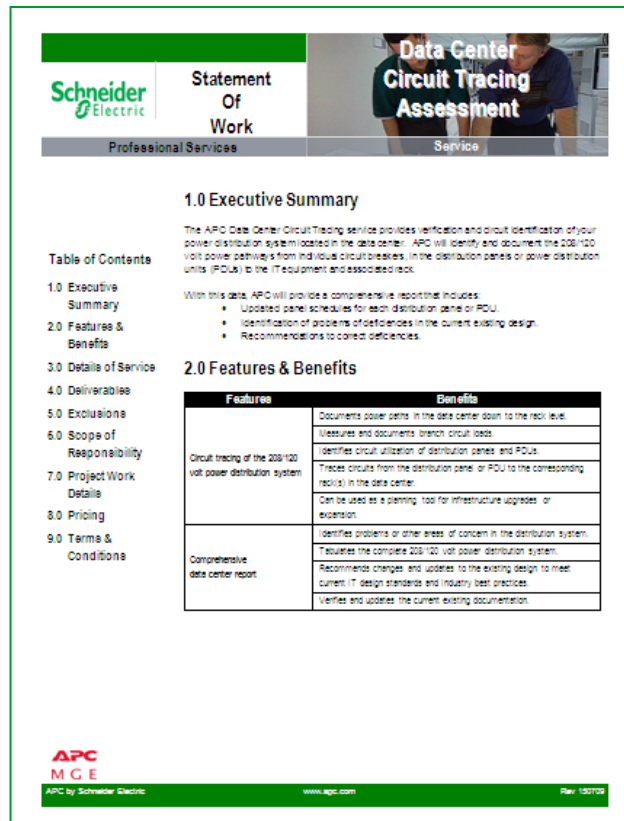 Schneider
Electric
Statement
Of
Work
Data Center
Circuit Tracing
Assessment
Professional Services
Service
Table of Contents
1.0 Executive
Summary
2.0 Features &
Benefits
3.0 Details of Service
4.0 Deliverables
5.0 Exclusions
6.0 Scope of
Responsibility
7.0 Project Work
Details
8.0 Pricing
9.0 Terms &
Conditions
1.0 Executive Summary
The APC Data Center Circuit Tracing service provides verification and circuit identification of your
power distribution system located in the data center. APC will identify and document the 208/120
volt power pathways from individual circuit breakers, in the distribution panels or power distribution
units (PDUs) to the IT equipment and associated rack.
With this data, APC will provide a comprehensive report that includes:
• Updated panel schedules for each distribution panel or PDU.
• Identification of problems of deficiencies in the current existing design.
• Recommendations to correct deficiencies.
2.0 Features & Benefits
Features
Benefits
Circuit tracing of the 208/120
volt power distribution system
Documents power paths in the data center down to the rack level.
Measures and documents branch circuit loads.
Identifies circuit utilization of distribution panels and PDUs.
Traces circuits from the distribution panel or PDU to the corresponding
rack(s) in the data center.
Can be used as a planning tool for infrastructure upgrades or
expansion.
Comprehensive
data center report
Identifies problems or other areas of concern in the distribution system.
Tabulates the complete 208/120 volt power distribution system.
Recommends changes and updates to the existing design to meet
current IT design standards and industry best practices.
Verifies and updates the current existing documentation.
APC
MGE
APC by Schneider Electric
www.apc.com
Rev 150709